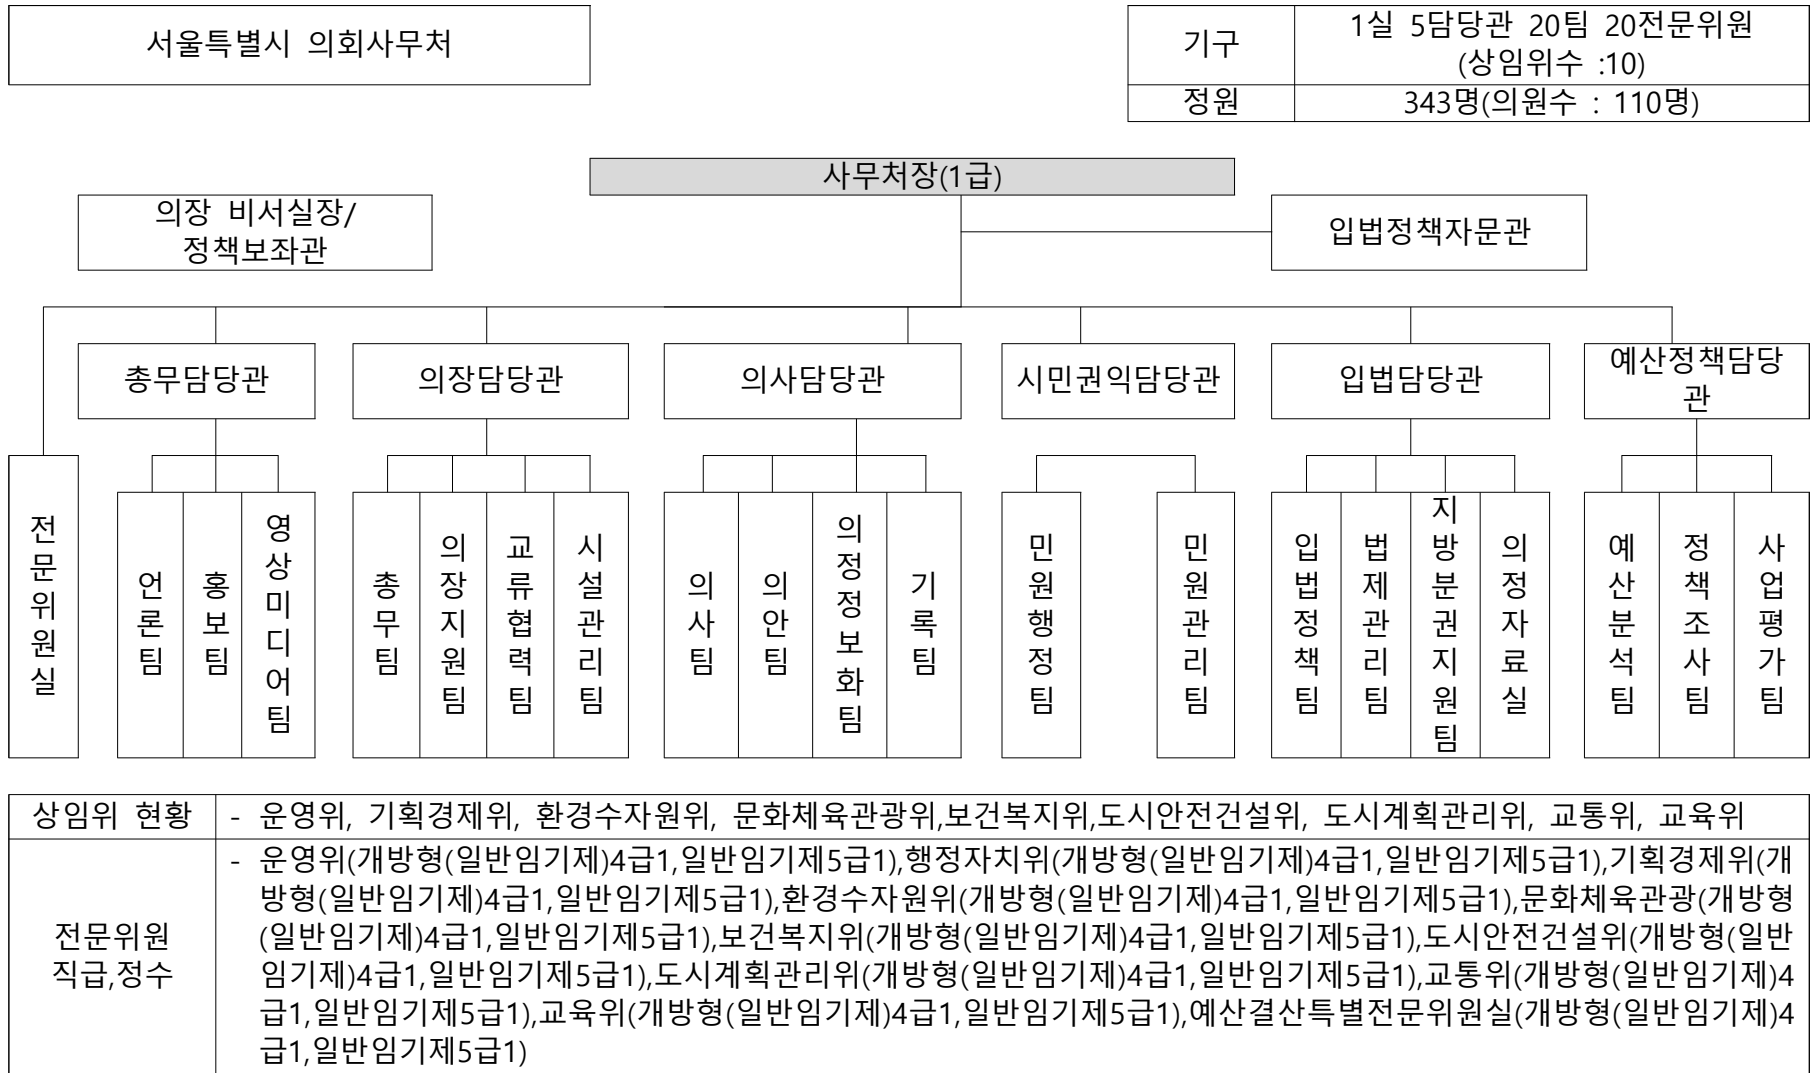 서울특별시 의회사무처
기구
1실 5담당관 20팀 20전문위원
(상임위수 :10)
정원
343명(의원수 : 110명)
사무처장(1급)
의장 비서실장/
정책보좌관
입법정책자문관
총무담당관
의장담당관
의사담당관
시민권익담당관
입법담당관
예산정책담당
관
전문위원실
언론팀
홍보팀
영상미디어팀
총무팀
의장지원팀
교류협력팀
시설관리팀
의사팀
의안팀
의정정보화팀
기록팀
민원행정팀
민원관리팀
입법정책팀
법제관리팀
지방분권지원팀
의정자료실
예산분석팀
정책조사팀
사업평가팀
상임위 현황
- 운영위, 기획경제위, 환경수자원위, 문화체육관광위,보건복지위,도시안전건설위, 도시계획관리위, 교통위, 교육위
전문위원
직급,정수
- 운영위(개방형(일반임기제)4급1,일반임기제5급1),행정자치위(개방형(일반임기제)4급1,일반임기제5급1),기획경제위(개
방형(일반임기제)4급1,일반임기제5급1),환경수자원위(개방형(일반임기제)4급1,일반임기제5급1),문화체육관광(개방형
(일반임기제)4급1,일반임기제5급1),보건복지위(개방형(일반임기제)4급1,일반임기제5급1),도시안전건설위(개방형(일반
임기제)4급1,일반임기제5급1),도시계획관리위(개방형(일반임기제)4급1,일반임기제5급1),교통위(개방형(일반임기제)4
급1,일반임기제5급1),교육위(개방형(일반임기제)4급1,일반임기제5급1),예산결산특별전문위원실(개방형(일반임기제)4
급1,일반임기제5급1)